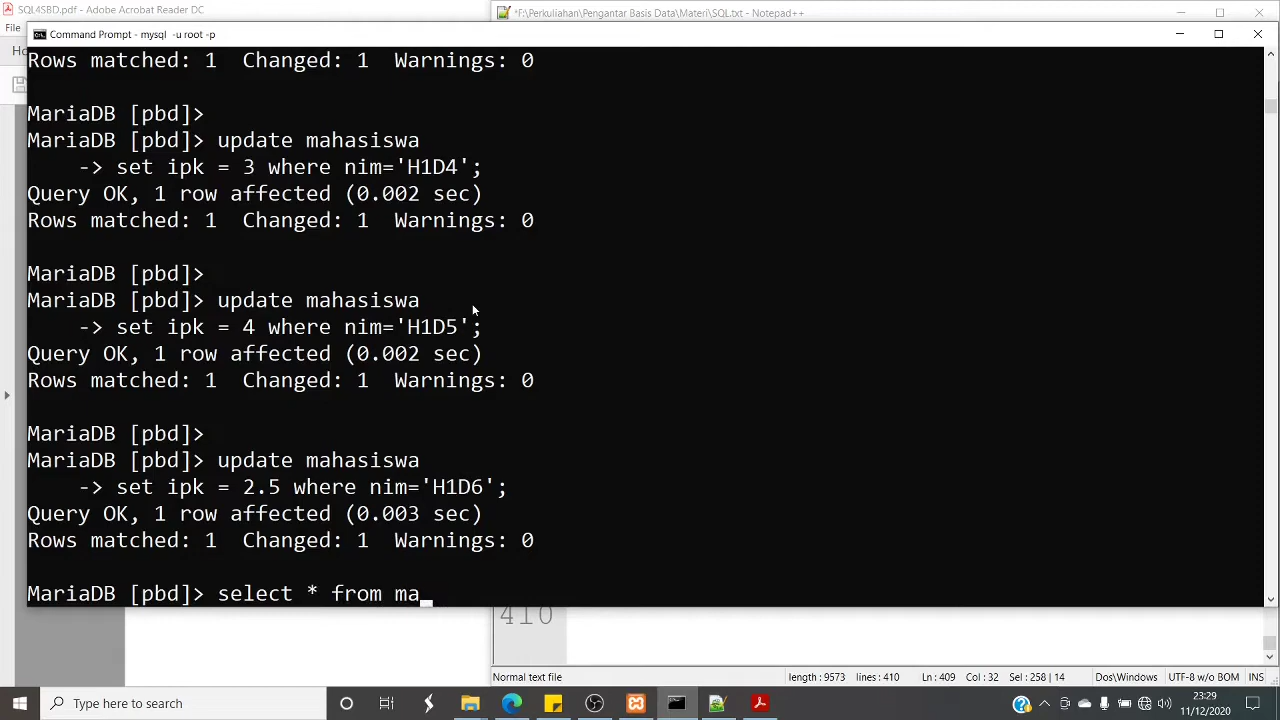 SQL4SBD.pdf - Adobe Acrobat Reader DC
*F:\Perkuliahan\Pengantar Basis Data\Materi\SQL.txt - Notepad++
File
Command Prompt - mysql -u root -p
Ho
Rows matched: 1  Changed: 1  Warnings: 0
MariaDB [pbd]>
MariaDB [pbd]> update mahasiswa
    -> set ipk = 3 where nim='H1D4';
Query OK, 1 row affected (0.002 sec)
Rows matched: 1  Changed: 1  Warnings: 0
MariaDB [pbd]>
MariaDB [pbd]> update mahasiswa
    -> set ipk = 4 where nim='H1D5';
Query OK, 1 row affected (0.002 sec)
Rows matched: 1  Changed: 1  Warnings: 0
MariaDB [pbd]>
MariaDB [pbd]> update mahasiswa
    -> set ipk = 2.5 where nim='H1D6';
Query OK, 1 row affected (0.003 sec)
Rows matched: 1  Changed: 1  Warnings: 0
MariaDB [pbd]> select * from ma
410
Normal text file length : 9573 lines : 410 Ln : 409 Col : 32 Sel : 258 | 14 Dos\Windows UTF-8 w/o BOM INS
Type here to search
23:29
11/12/2020